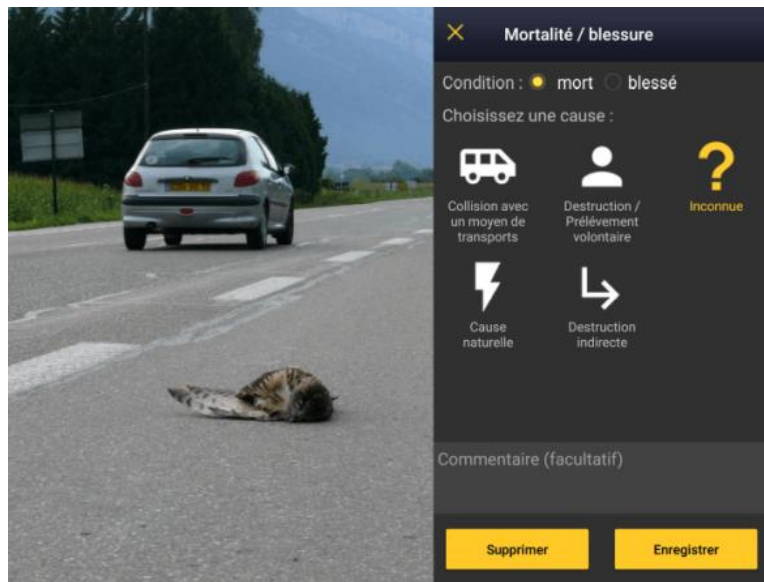 Mortalité / blessure
Condition : mort blessé
Choisissez une cause :
Collision avec
un moyen de
transports
Destruction /
Prélévement
volontaire
Inconnue
Cause
naturelle
Destruction
indirecte
Commentaire (facultatif)
Supprimer
Enregistrer